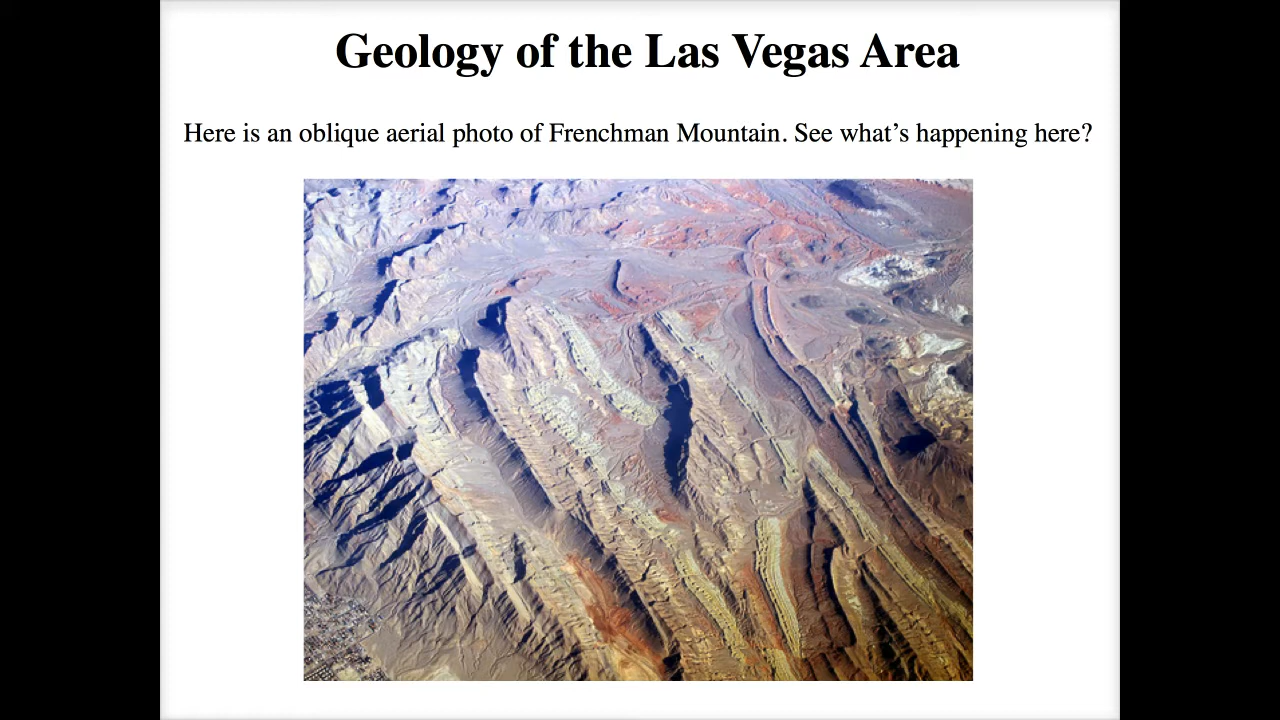 Geology of the Las Vegas Area
Here is an oblique aerial photo of Frenchman Mountain. See what’s happening here?